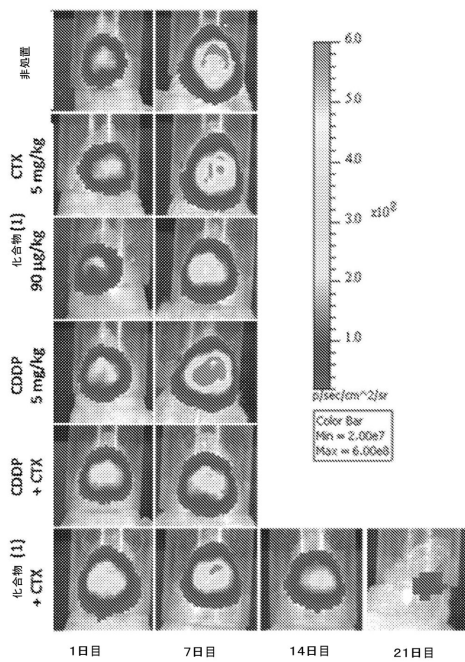 非処置
CTX
5 mg/kg
化合物 (1)
90 μg/kg
CDDP
5 mg/kg
CDDP
+ CTX
化合物 (1)
+ CTX
1日目
7日目
14日目
21日目
6.0
5.0
4.0
x10^8
3.0
2.0
1.0
p/sec/cm^2/sr
Color Bar
Min = 2.00e7
Max = 6.00e8